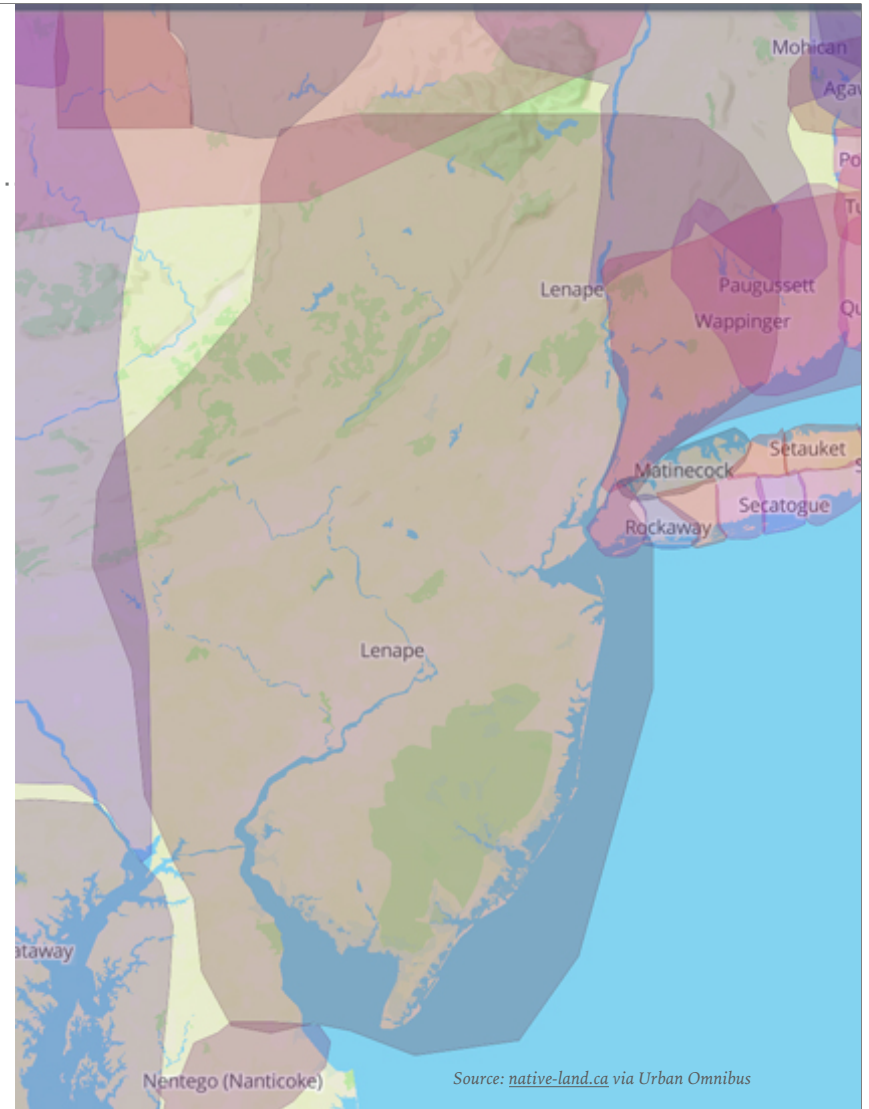 Mohican
Agaw
Po
Tu
Lenape
Paugussett
Wappinger
Qu
Setauket
Matinecock
S
Secatogue
Rockaway
Lenape
ataway
Nentego (Nanticoke)
Source: native-land.ca via Urban Omnibus